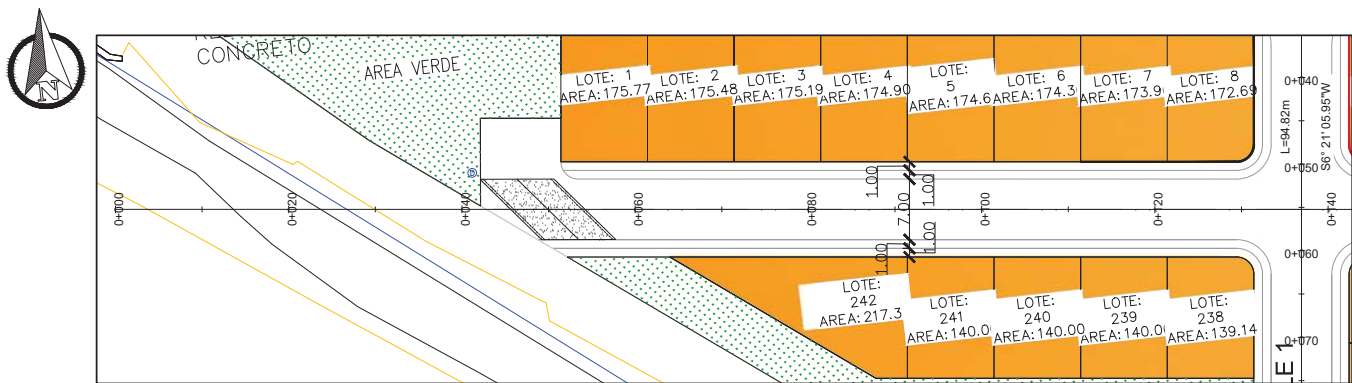 N
CONCRETO
AREA VERDE
LOTE: 1
AREA:175.77
LOTE: 2
AREA:175.48
LOTE: 3
AREA:175.19
LOTE: 4
AREA:174.90
LOTE:
5
AREA:174.6
LOTE: 6
AREA:174.3
LOTE: 7
AREA:173.9
LOTE: 8
AREA:172.69
0+040
L=94.82m
S6° 21' 05.95"W
0+050
1.00
1.00
7.00
1.00
1.00
0+000
0+020
0+040
0+060
0+080
0+100
0+120
0+140
0+060
LOTE:
242
AREA:217.3
LOTE:
241
AREA:140.0
LOTE:
240
AREA:140.00
LOTE:
239
AREA:140.0
LOTE:
238
AREA:139.14
0+070
E 1